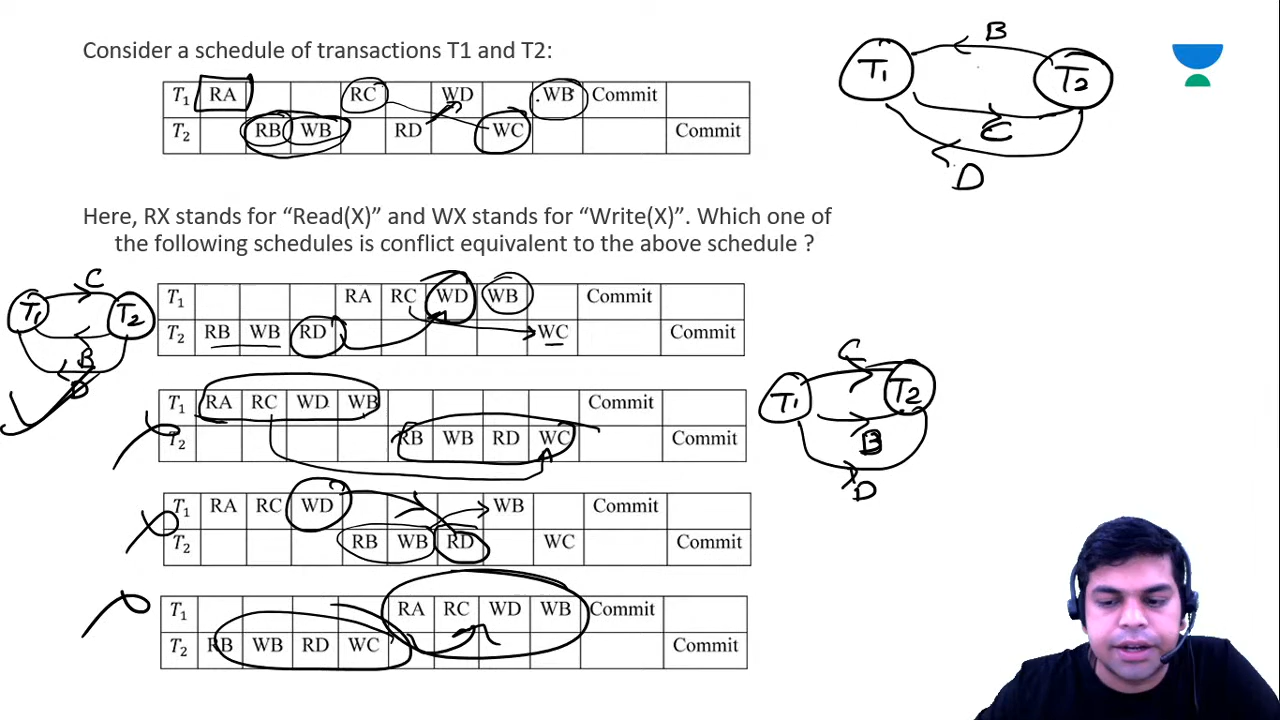 Consider a schedule of transactions T1 and T2:
B
T1 T2
T1 RA RC WD WB Commit
T2 RB WB RD WC Commit
C
D
Here, RX stands for “Read(X)” and WX stands for “Write(X)”. Which one of
the following schedules is conflict equivalent to the above schedule ?
C
T1 T2
B
D
T1 RA RC WD WB Commit
T2 RB WB RD WC Commit
T1 RA RC WD WB Commit
T2 RB WB RD WC Commit
C
T1 T2
B
D
T1 RA RC WD WB Commit
T2 RB WB RD WC Commit
T1 RA RC WD WB Commit
T2 RB WB RD WC Commit